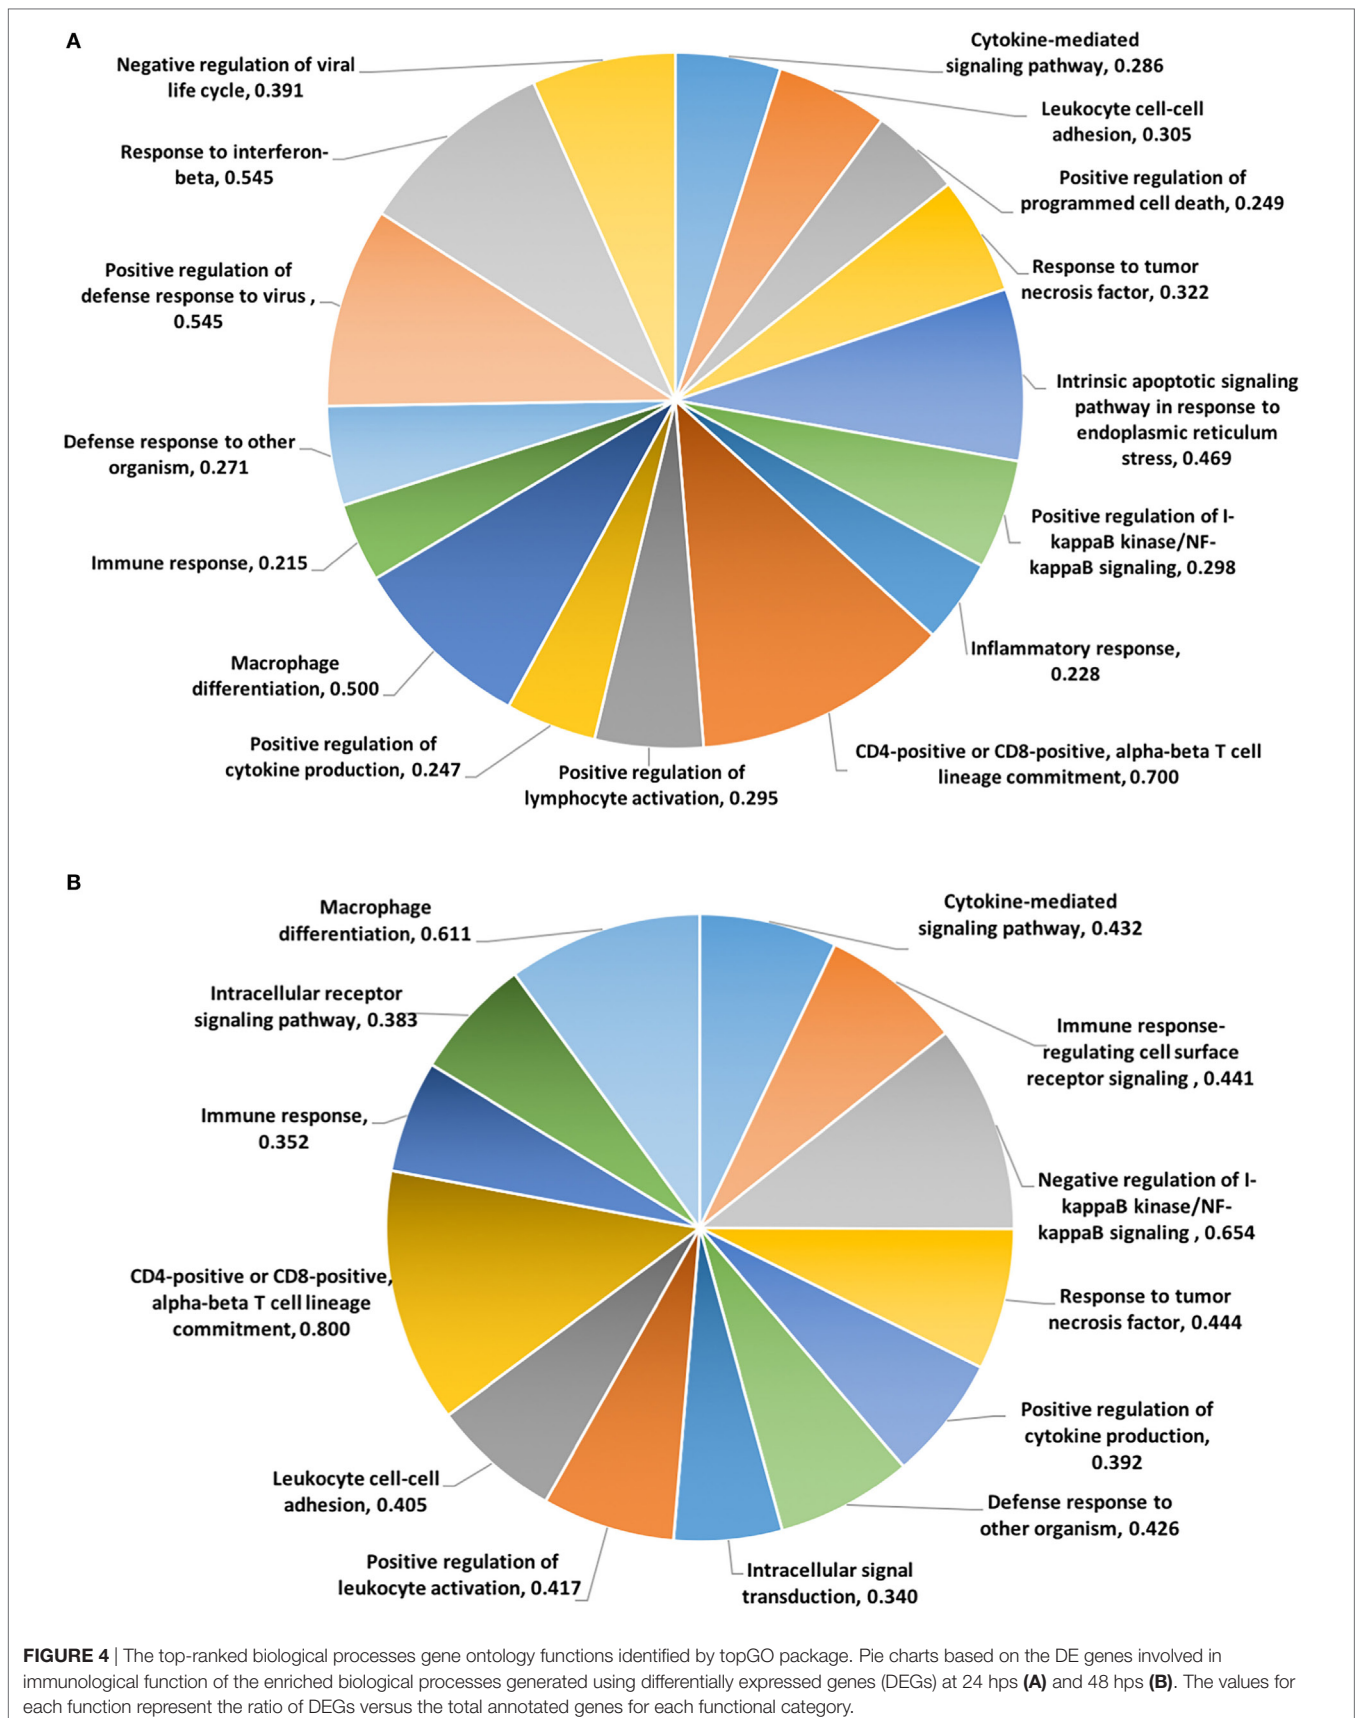 A
Cytokine-mediated
signaling pathway, 0.286
Leukocyte cell-cell
adhesion, 0.305
Positive regulation of
programmed cell death, 0.249
Response to tumor
necrosis factor, 0.322
Intrinsic apoptotic signaling
pathway in response to
endoplasmic reticulum
stress, 0.469
Positive regulation of I-
kappaB kinase/NF-
kappaB signaling, 0.298
Inflammatory response,
0.228
CD4-positive or CD8-positive, alpha-beta T cell
lineage commitment, 0.700
Positive regulation of
lymphocyte activation, 0.295
Positive regulation of
cytokine production, 0.247
Macrophage
differentiation, 0.500
Immune response, 0.215
Defense response to other
organism, 0.271
Positive regulation of
defense response to virus ,
0.545
Response to interferon-
beta, 0.545
Negative regulation of viral
life cycle, 0.391
B
Cytokine-mediated
signaling pathway, 0.432
Immune response-
regulating cell surface
receptor signaling , 0.441
Negative regulation of I-
kappaB kinase/NF-
kappaB signaling , 0.654
Response to tumor
necrosis factor, 0.444
Positive regulation of
cytokine production,
0.392
Defense response to
other organism, 0.426
Intracellular signal
transduction, 0.340
Positive regulation of
leukocyte activation, 0.417
Leukocyte cell-cell
adhesion, 0.405
CD4-positive or CD8-positive,
alpha-beta T cell lineage
commitment, 0.800
Immune response,
0.352
Intracellular receptor
signaling pathway, 0.383
Macrophage
differentiation, 0.611
FIGURE 4 | The top-ranked biological processes gene ontology functions identified by topGO package. Pie charts based on the DE genes involved in
immunological function of the enriched biological processes generated using differentially expressed genes (DEGs) at 24 hps (A) and 48 hps (B). The values for
each function represent the ratio of DEGs versus the total annotated genes for each functional category.